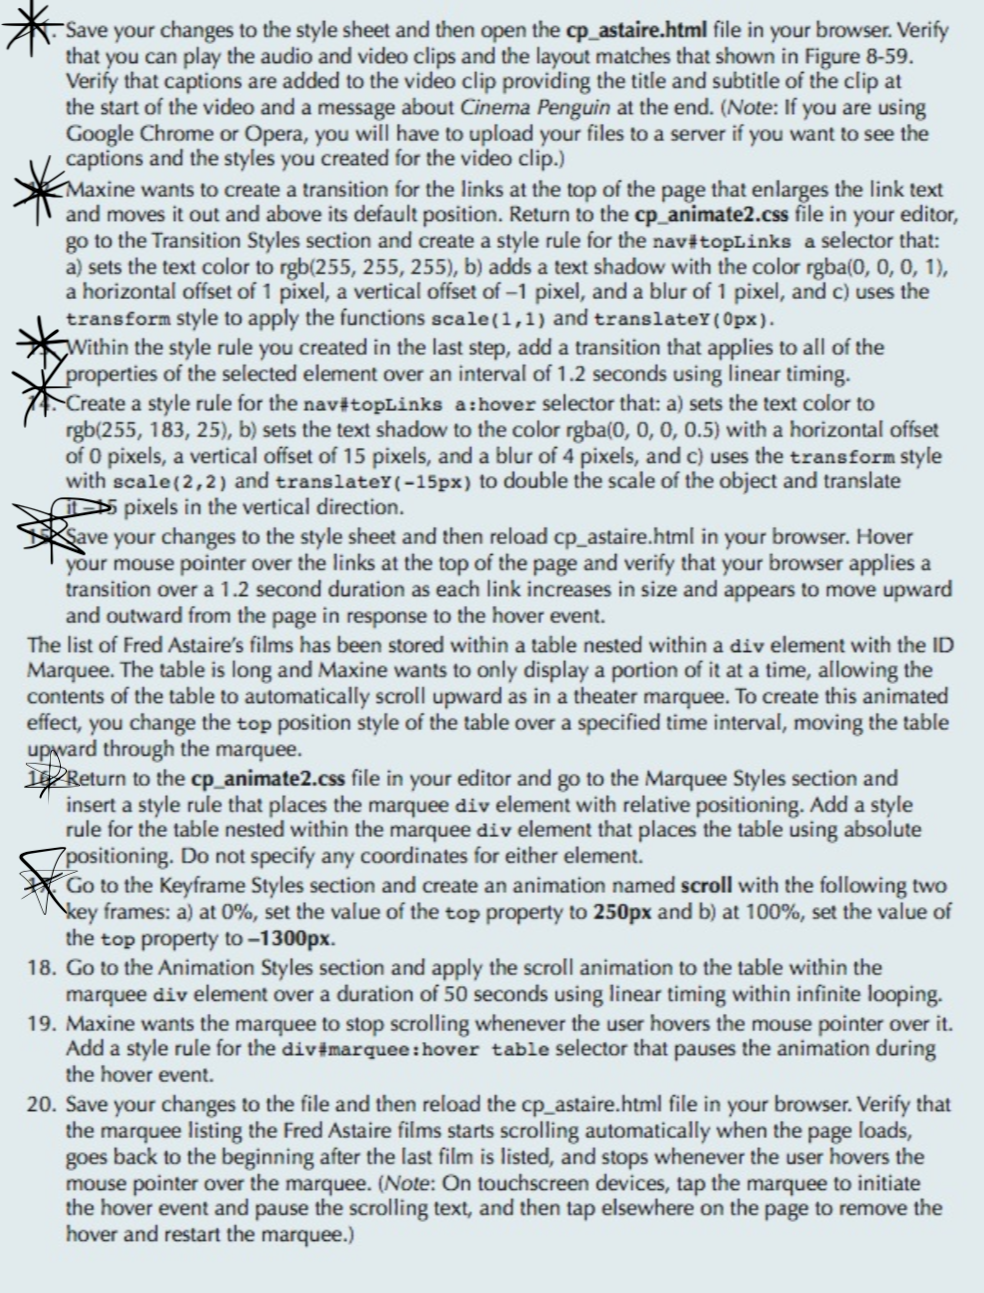 1. Save your changes to the style sheet and then open the cp_astaire.html file in your browser. Verify
that you can play the audio and video clips and the layout matches that shown in Figure 8-59.
Verify that captions are added to the video clip providing the title and subtitle of the clip at
the start of the video and a message about Cinema Penguin at the end. (Note: If you are using
Google Chrome or Opera, you will have to upload your files to a server if you want to see the
captions and the styles you created for the video clip.)
Maxine wants to create a transition for the links at the top of the page that enlarges the link text
and moves it out and above its default position. Return to the cp_animate2.css file in your editor,
go to the Transition Styles section and create a style rule for the nav#topLinks a selector that:
a) sets the text color to rgb(255, 255, 255), b) adds a text shadow with the color rgba(0, 0, 0, 1),
a horizontal offset of 1 pixel, a vertical offset of –1 pixel, and a blur of 1 pixel, and c) uses the
transform style to apply the functions scale(1,1) and translateY(0px).
Within the style rule you created in the last step, add a transition that applies to all of the
properties of the selected element over an interval of 1.2 seconds using linear timing.
14. Create a style rule for the nav#topLinks a:hover selector that: a) sets the text color to
rgb(255, 183, 25), b) sets the text shadow to the color rgba(0, 0, 0, 0.5) with a horizontal offset
of 0 pixels, a vertical offset of 15 pixels, and a blur of 4 pixels, and c) uses the transform style
with scale(2,2) and translateY(-15px) to double the scale of the object and translate
it –15 pixels in the vertical direction.
15. Save your changes to the style sheet and then reload cp_astaire.html in your browser. Hover
your mouse pointer over the links at the top of the page and verify that your browser applies a
transition over a 1.2 second duration as each link increases in size and appears to move upward
and outward from the page in response to the hover event.
The list of Fred Astaire's films has been stored within a table nested within a div element with the ID
Marquee. The table is long and Maxine wants to only display a portion of it at a time, allowing the
contents of the table to automatically scroll upward as in a theater marquee. To create this animated
effect, you change the top position style of the table over a specified time interval, moving the table
upward through the marquee.
16. Return to the cp_animate2.css file in your editor and go to the Marquee Styles section and
insert a style rule that places the marquee div element with relative positioning. Add a style
rule for the table nested within the marquee div element that places the table using absolute
positioning. Do not specify any coordinates for either element.
17. Go to the Keyframe Styles section and create an animation named scroll with the following two
key frames: a) at 0%, set the value of the top property to 250px and b) at 100%, set the value of
the top property to –1300px.
18. Go to the Animation Styles section and apply the scroll animation to the table within the
marquee div element over a duration of 50 seconds using linear timing within infinite looping.
19. Maxine wants the marquee to stop scrolling whenever the user hovers the mouse pointer over it.
Add a style rule for the div#marquee:hover table selector that pauses the animation during
the hover event.
20. Save your changes to the file and then reload the cp_astaire.html file in your browser. Verify that
the marquee listing the Fred Astaire films starts scrolling automatically when the page loads,
goes back to the beginning after the last film is listed, and stops whenever the user hovers the
mouse pointer over the marquee. (Note: On touchscreen devices, tap the marquee to initiate
the hover event and pause the scrolling text, and then tap elsewhere on the page to remove the
hover and restart the marquee.)